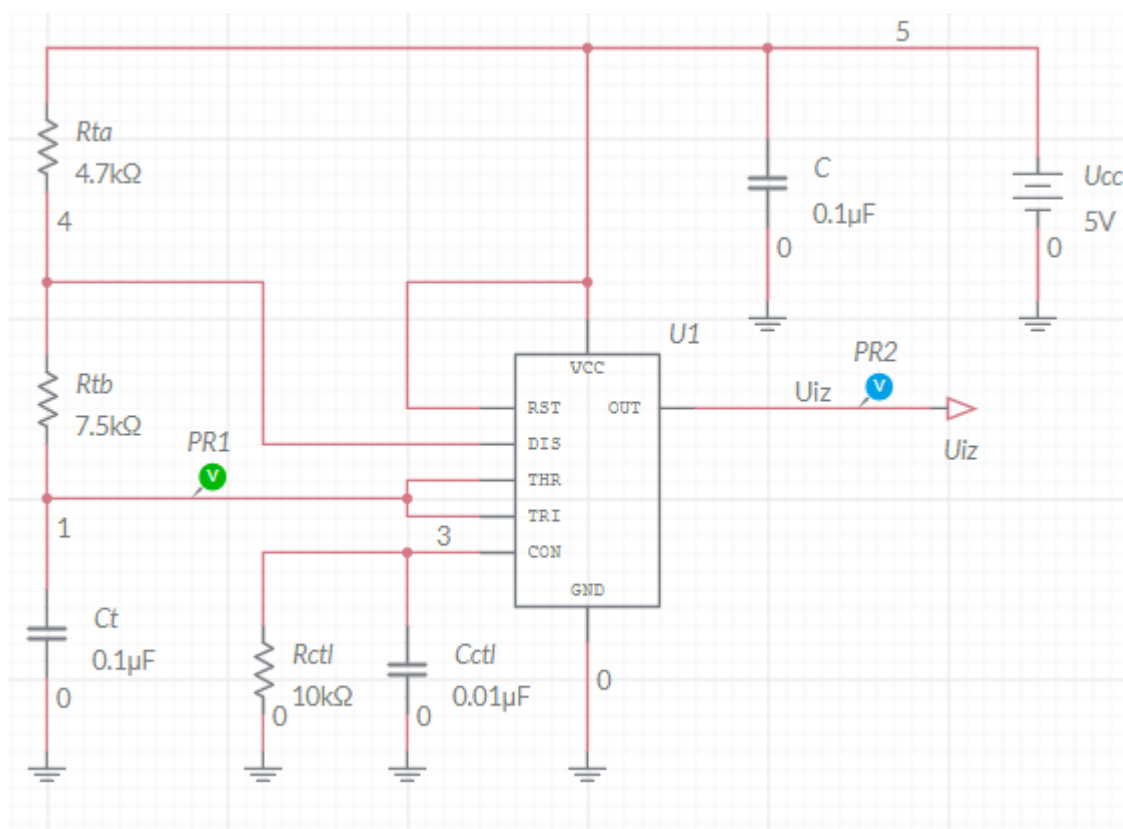 5
Rta
4.7kΩ
4
C
0.1µF
0
Ucc
5V
0
U1
VCC
PR2
V
Rtb
7.5kΩ
RST
OUT
Uiz
Uiz
PR1
V
DIS
THR
TRI
1
3
CON
GND
Ct
0.1µF
0
Rctl
10kΩ
0
Cctl
0.01µF
0
0